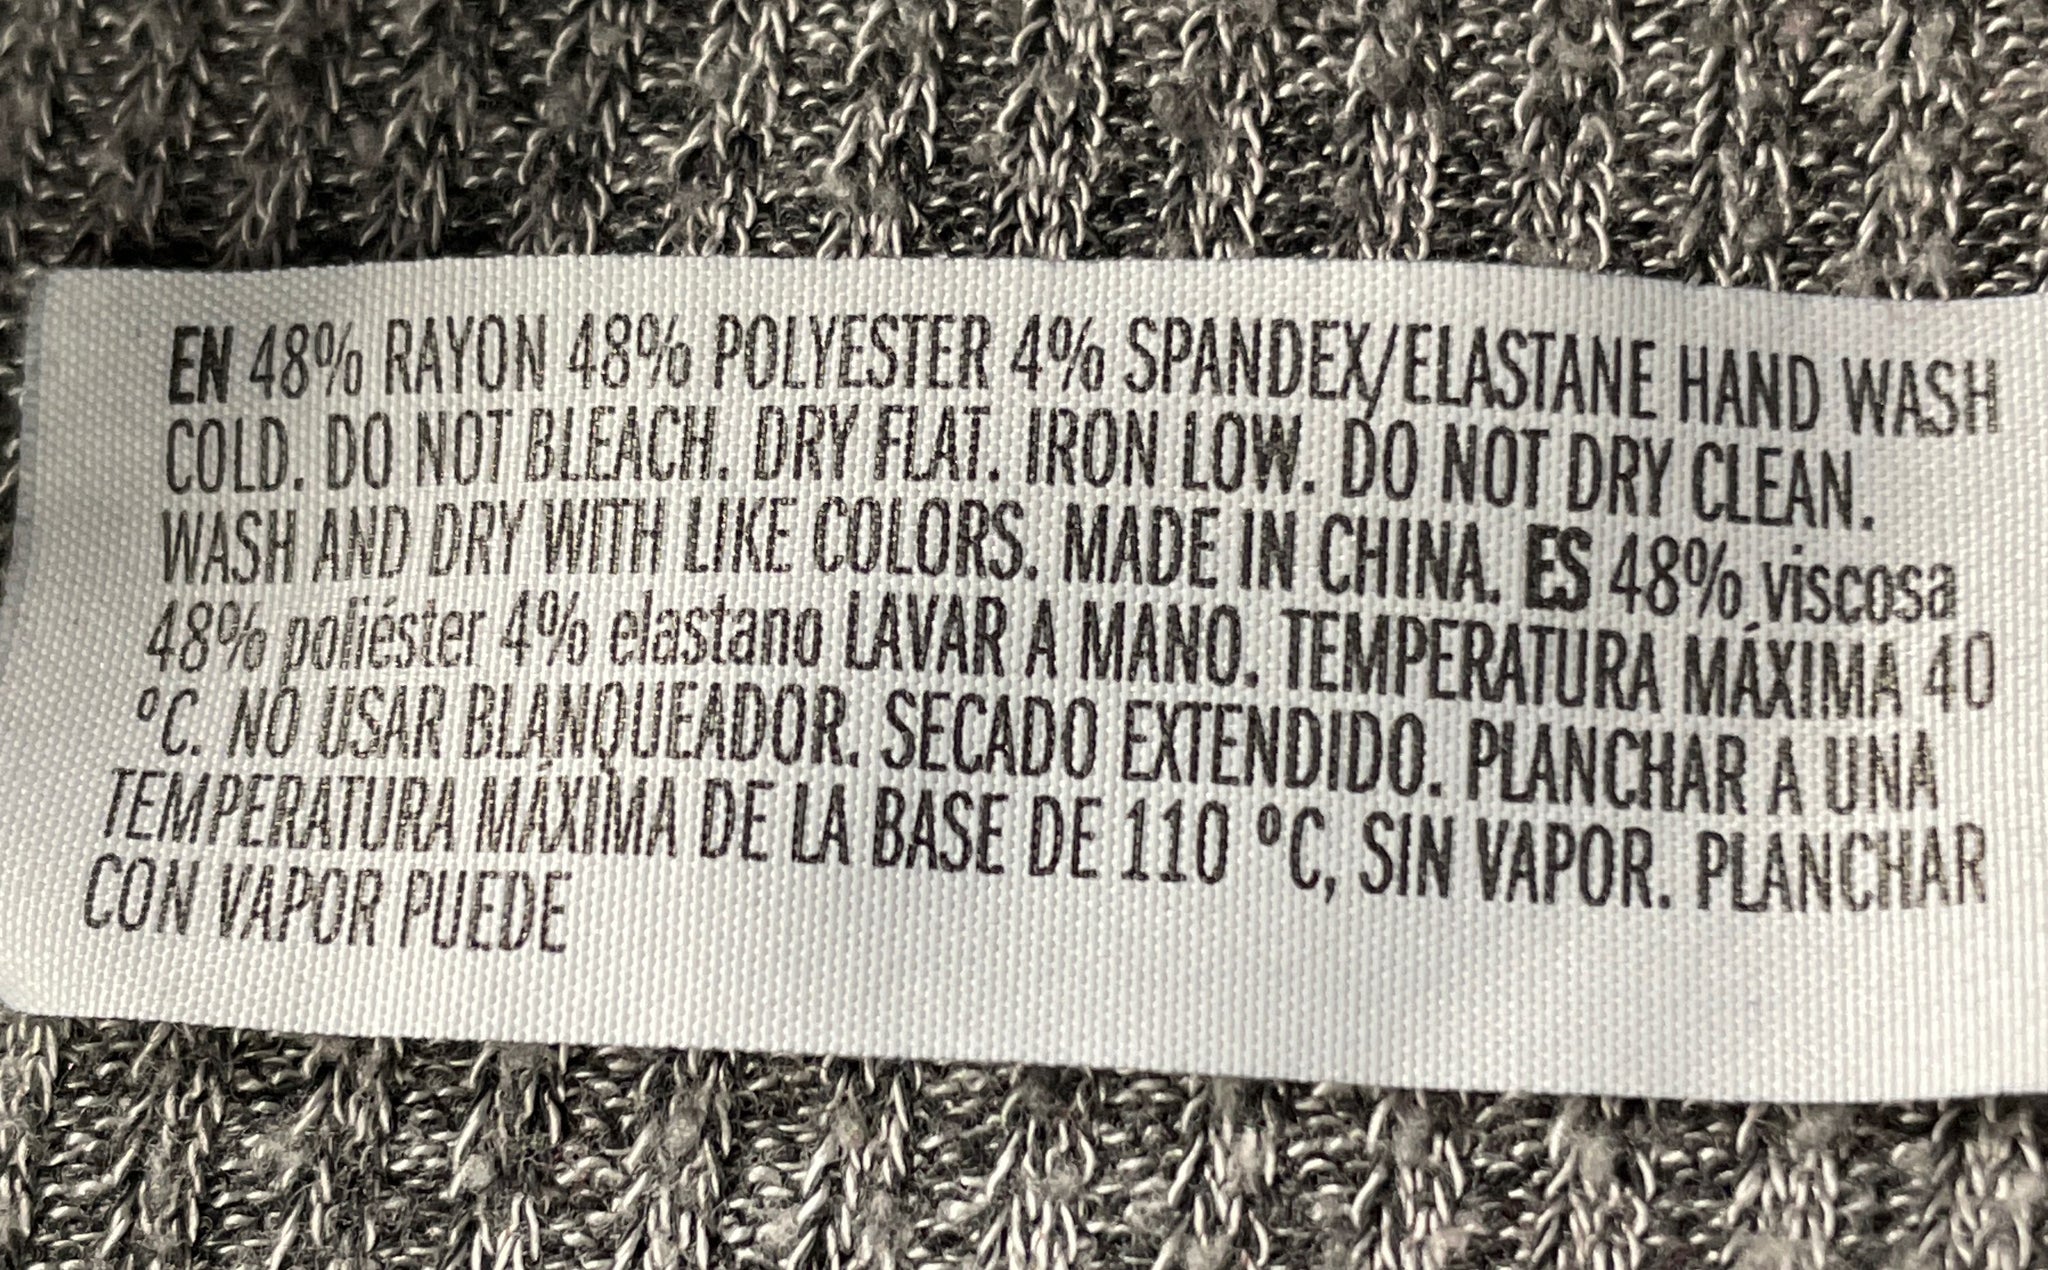 EN 48% RAYON 48% POLYESTER 4% SPANDEX/ELASTANE HAND WASH
COLD. DO NOT BLEACH. DRY FLAT. IRON LOW. DO NOT DRY CLEAN.
WASH AND DRY WITH LIKE COLORS. MADE IN CHINA. ES 48% viscosa
48% poliéster 4% elastano LAVAR A MANO. TEMPERATURA MÁXIMA 40
°C. NO USAR BLANQUEADOR. SECADO EXTENDIDO. PLANCHAR A UNA
TEMPERATURA MÁXIMA DE LA BASE DE 110 °C, SIN VAPOR. PLANCHAR
CON VAPOR PUEDE